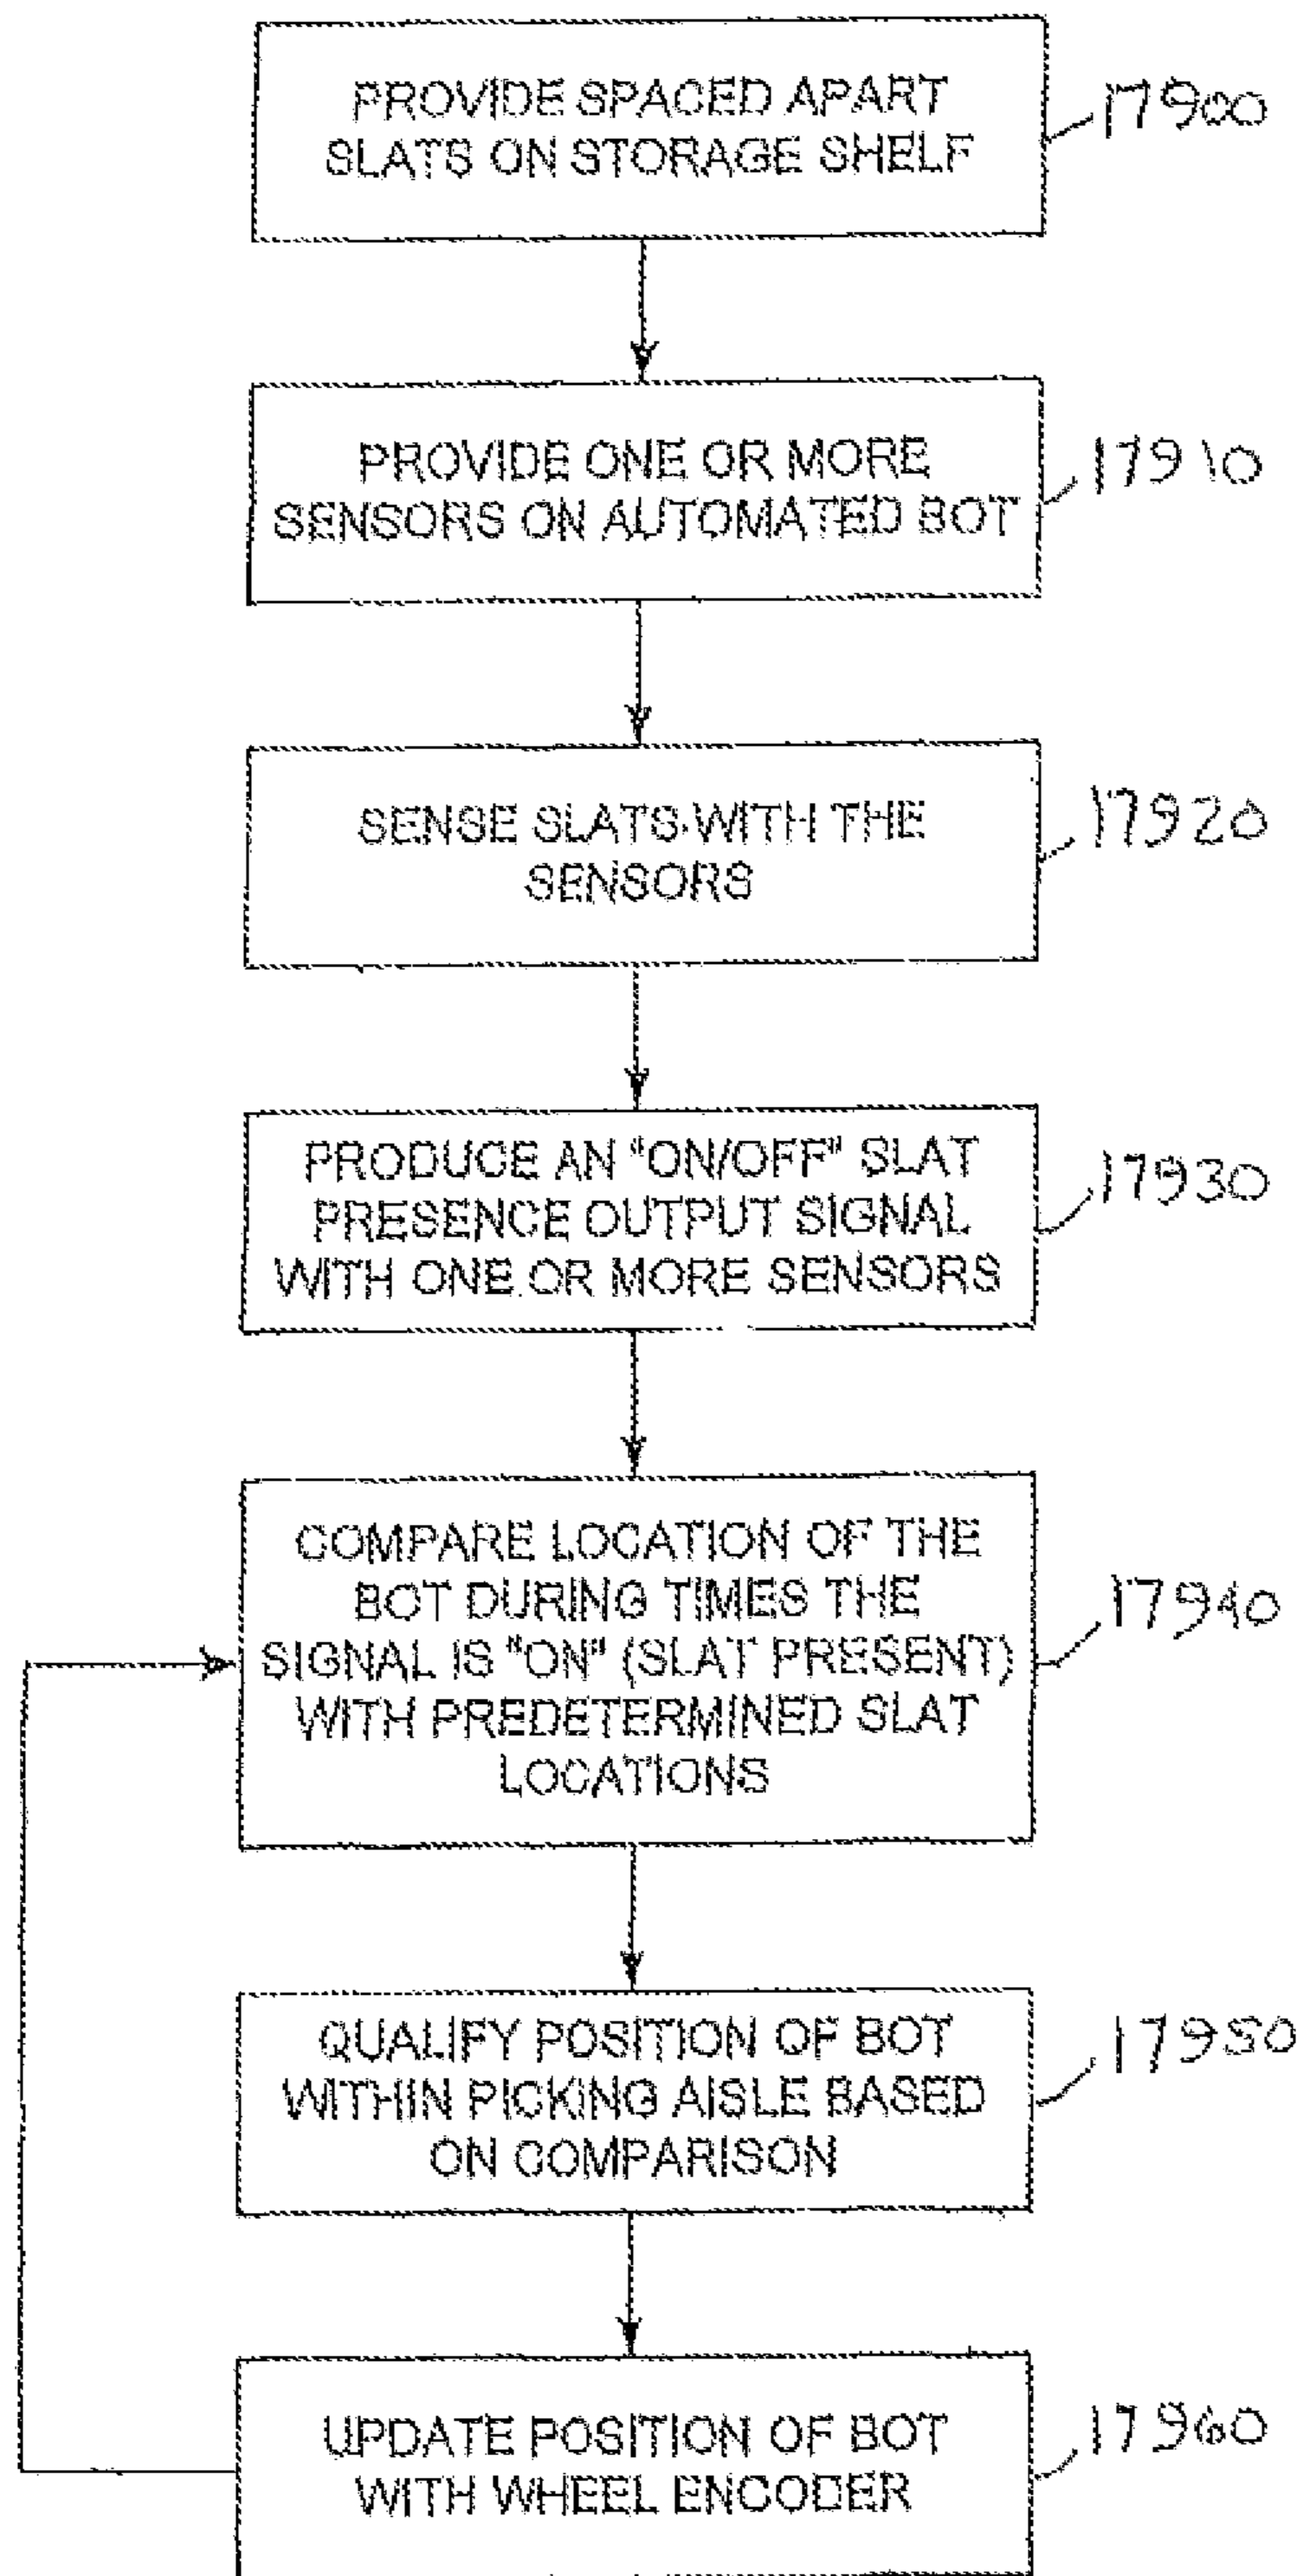 PROVIDE SPACED APART
SLATS ON STORAGE SHELF
17900
PROVIDE ONE OR MORE
SENSORS ON AUTOMATED BOT
17910
SENSE SLATS WITH THE
SENSORS
17920
PRODUCE AN "ON/OFF" SLAT
PRESENCE OUTPUT SIGNAL
WITH ONE OR MORE SENSORS
17930
COMPARE LOCATION OF THE
BOT DURING TIMES THE
SIGNAL IS "ON" (SLAT PRESENT)
WITH PREDETERMINED SLAT
LOCATIONS
17940
QUALIFY POSITION OF BOT
WITHIN PICKING AISLE BASED
ON COMPARISON
17950
UPDATE POSITION OF BOT
WITH WHEEL ENCODER
17960